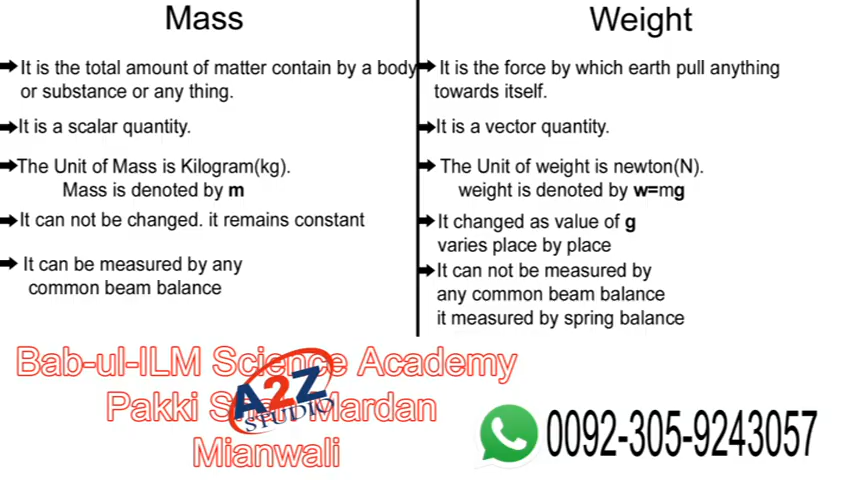 Mass
It is the total amount of matter contain by a body
or substance or any thing.
It is a scalar quantity.
The Unit of Mass is Kilogram(kg).
Mass is denoted by m
It can not be changed. it remains constant
It can be measured by any
common beam balance
Weight
It is the force by which earth pull anything
towards itself.
It is a vector quantity.
The Unit of weight is newton(N).
weight is denoted by w=mg
It changed as value of g
varies place by place
It can not be measured by
any common beam balance
it measured by spring balance
Bab-ul-ILM Science Academy
Pakki Mardan
Mianwali
A2Z
STUDIO
0092-305-9243057